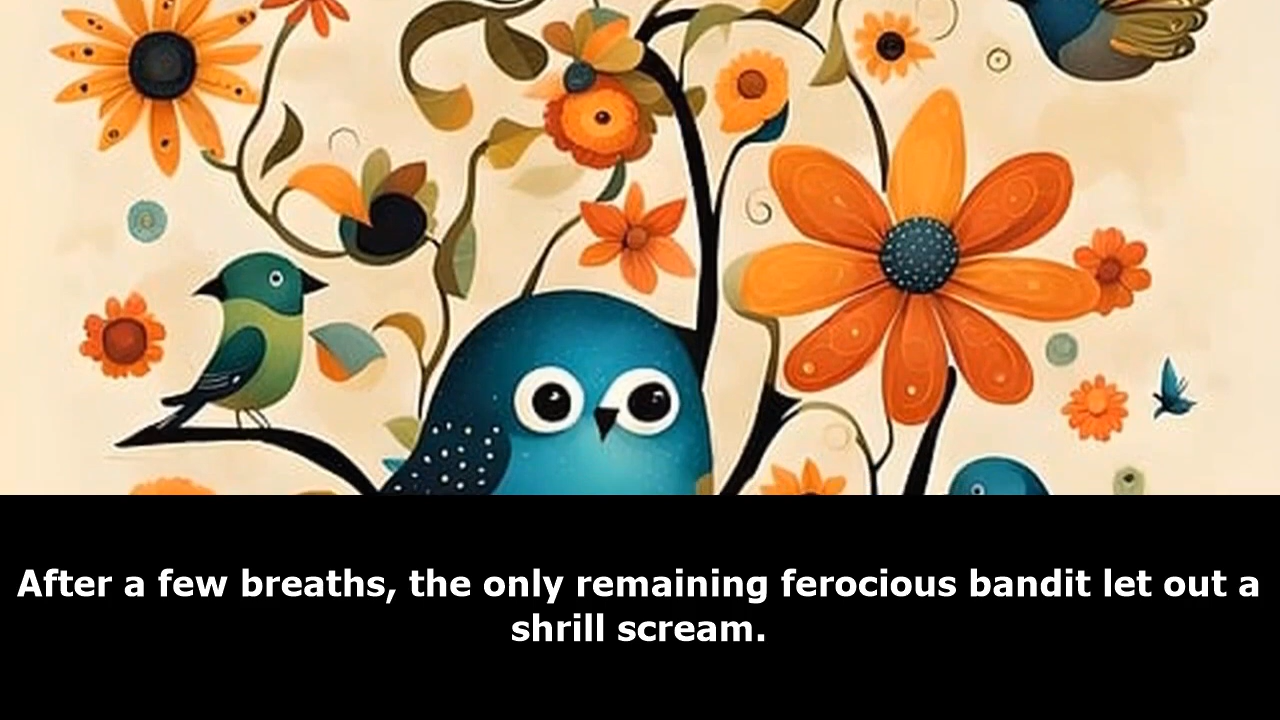 After a few breaths, the only remaining ferocious bandit let out a
shrill scream.